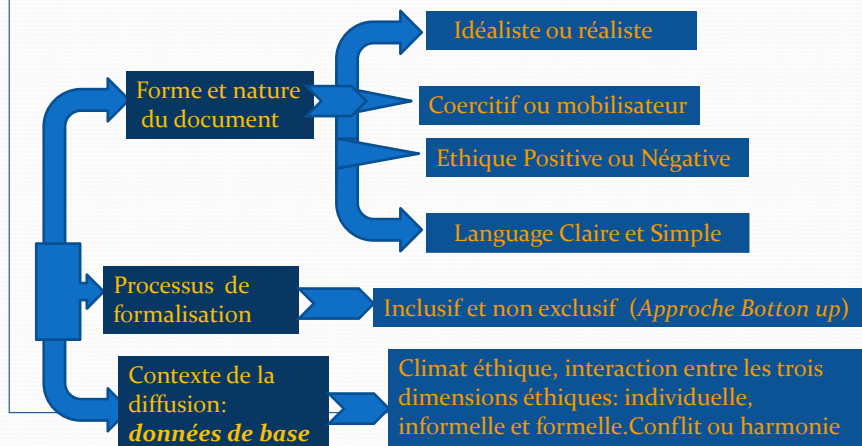 Forme et nature
du document
Idéaliste ou réaliste
Coercitif ou mobilisateur
Ethique Positive ou Négative
Language Claire et Simple
Processus de
formalisation
Inclusif et non exclusif (Approche Botton up)
Contexte de la
diffusion:
données de base
Climat éthique, interaction entre les trois
dimensions éthiques: individuelle,
informelle et formelle.Conflit ou harmonie